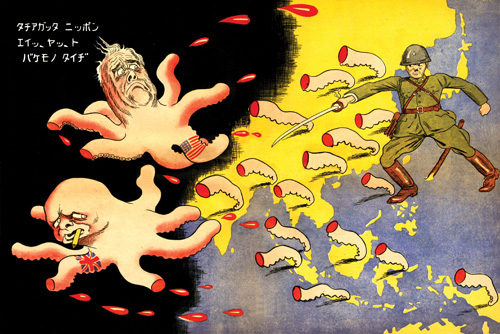 タチアガッタ ニッポン
エイッ、ヤッ、ト
バケモノ タイヂ